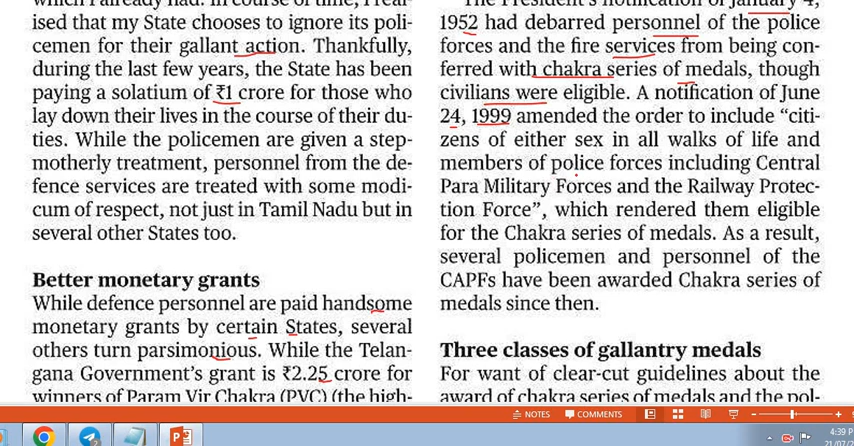 which I already had. In course of time, I real-
ised that my State chooses to ignore its poli-
cemen for their gallant action. Thankfully,
during the last few years, the State has been
paying a solatium of ₹1 crore for those who
lay down their lives in the course of their du-
ties. While the policemen are given a step-
motherly treatment, personnel from the de-
fence services are treated with some modi-
cum of respect, not just in Tamil Nadu but in
several other States too.
Better monetary grants
While defence personnel are paid handsome
monetary grants by certain States, several
others turn parsimonious. While the Telan-
gana Government's grant is ₹2.25 crore for
winners of Param Vir Chakra (PVC) (the high-
The President's notification of January 4,
1952 had debarred personnel of the police
forces and the fire services from being con-
ferred with chakra series of medals, though
civilians were eligible. A notification of June
24, 1999 amended the order to include “citi-
zens of either sex in all walks of life and
members of police forces including Central
Para Military Forces and the Railway Protec-
tion Force”, which rendered them eligible
for the Chakra series of medals. As a result,
several policemen and personnel of the
CAPFs have been awarded Chakra series of
medals since then.
Three classes of gallantry medals
For want of clear-cut guidelines about the
award of chakra series of medals and the pol-
NOTES
COMMENTS
4:39 P
21/07/2